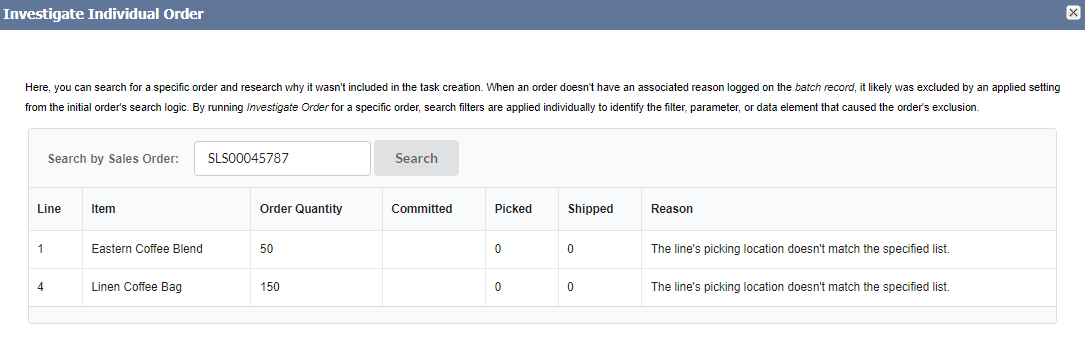 Investigate Individual Order
Here, you can search for a specific order and research why it wasn't included in the task creation. When an order doesn't have an associated reason logged on the batch record, it likely was excluded by an applied setting
from the initial order's search logic. By running Investigate Order for a specific order, search filters are applied individually to identify the filter, parameter, or data element that caused the order's exclusion.
Search by Sales Order: SLS00045787 Search
Line Item Order Quantity Committed Picked Shipped Reason
1 Eastern Coffee Blend 50 0 0 The line's picking location doesn't match the specified list.
4 Linen Coffee Bag 150 0 0 The line's picking location doesn't match the specified list.